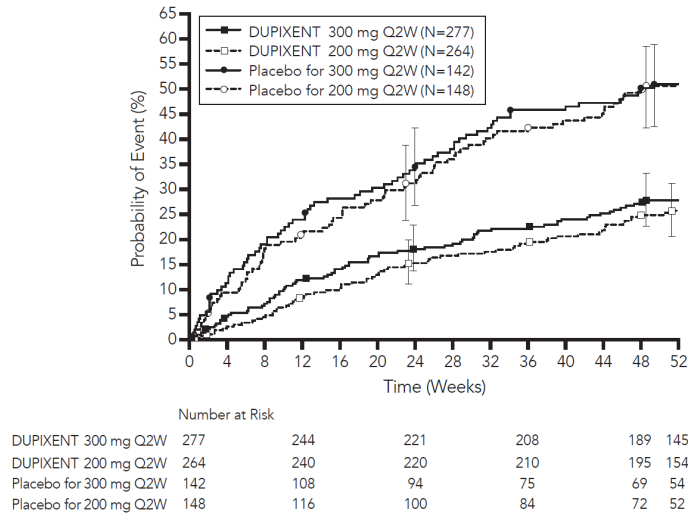 65
60
55
50
45
40
35
30
25
20
15
10
5
0
Probability of Event (%)
DUPIXENT 300 mg Q2W (N=277)
DUPIXENT 200 mg Q2W (N=264)
Placebo for 300 mg Q2W (N=142)
Placebo for 200 mg Q2W (N=148)
0 4 8 12 16 20 24 28 32 36 40 44 48 52
Time (Weeks)
Number at Risk
DUPIXENT 300 mg Q2W 277 244 221 208 189 145
DUPIXENT 200 mg Q2W 264 240 220 210 195 154
Placebo for 300 mg Q2W 142 108 94 75 69 54
Placebo for 200 mg Q2W 148 116 100 84 72 52